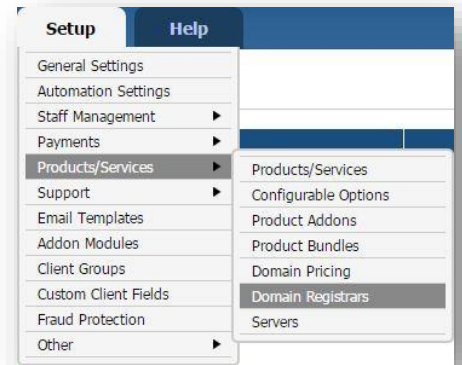 Setup
Help
General Settings
Automation Settings
Staff Management
Payments
Products/Services
Support
Email Templates
Addon Modules
Client Groups
Custom Client Fields
Fraud Protection
Other
Products/Services
Configurable Options
Product Addons
Product Bundles
Domain Pricing
Domain Registrars
Servers